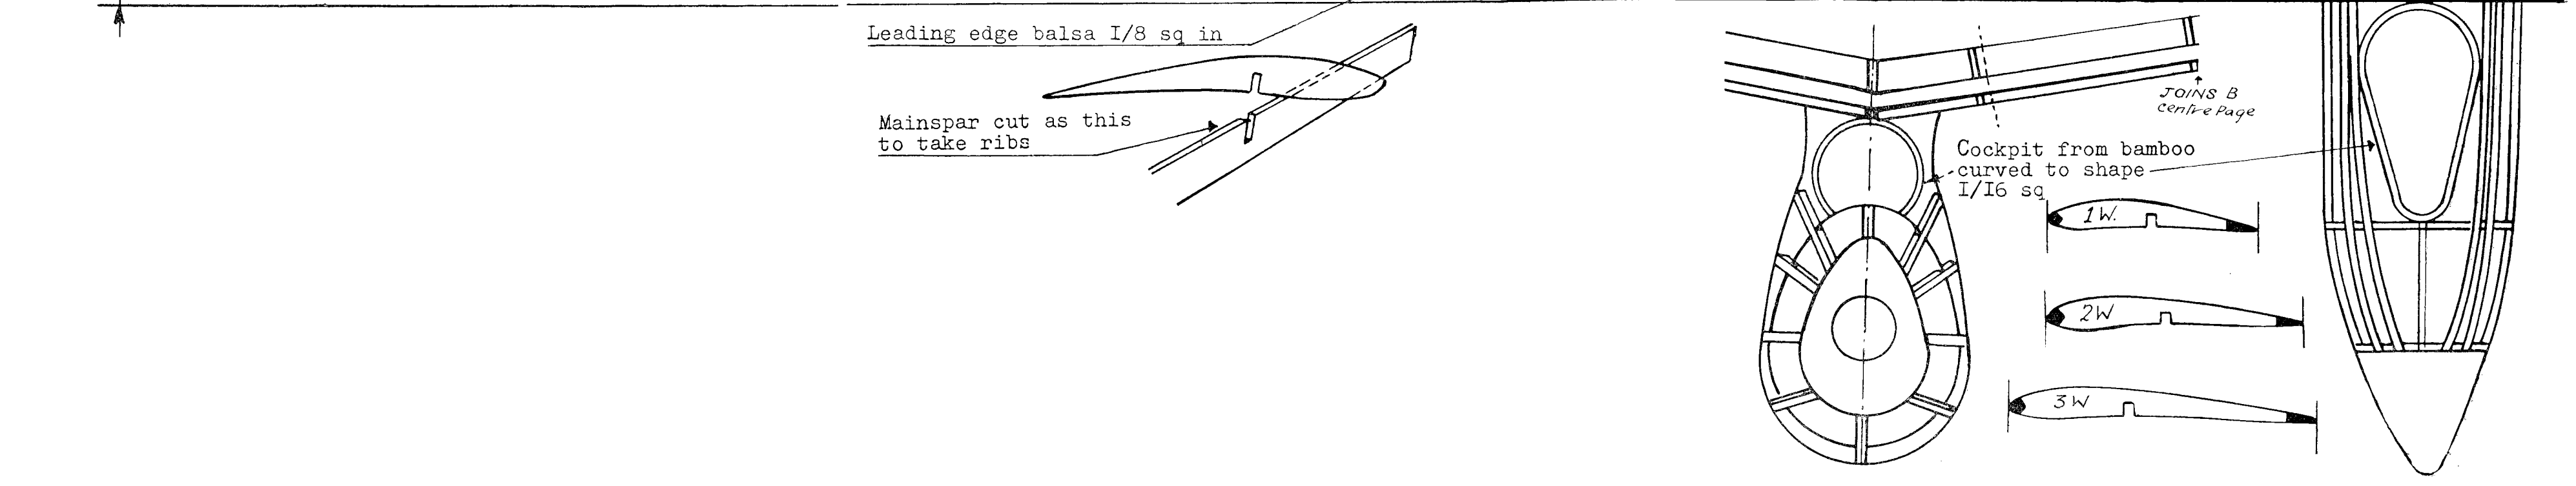 Leading edge balsa I/8 sq in
Mainspar cut as this
to take ribs
JOINS B
centre Page
Cockpit from bamboo
curved to shape
I/I6 sq
1W.
2W
3W